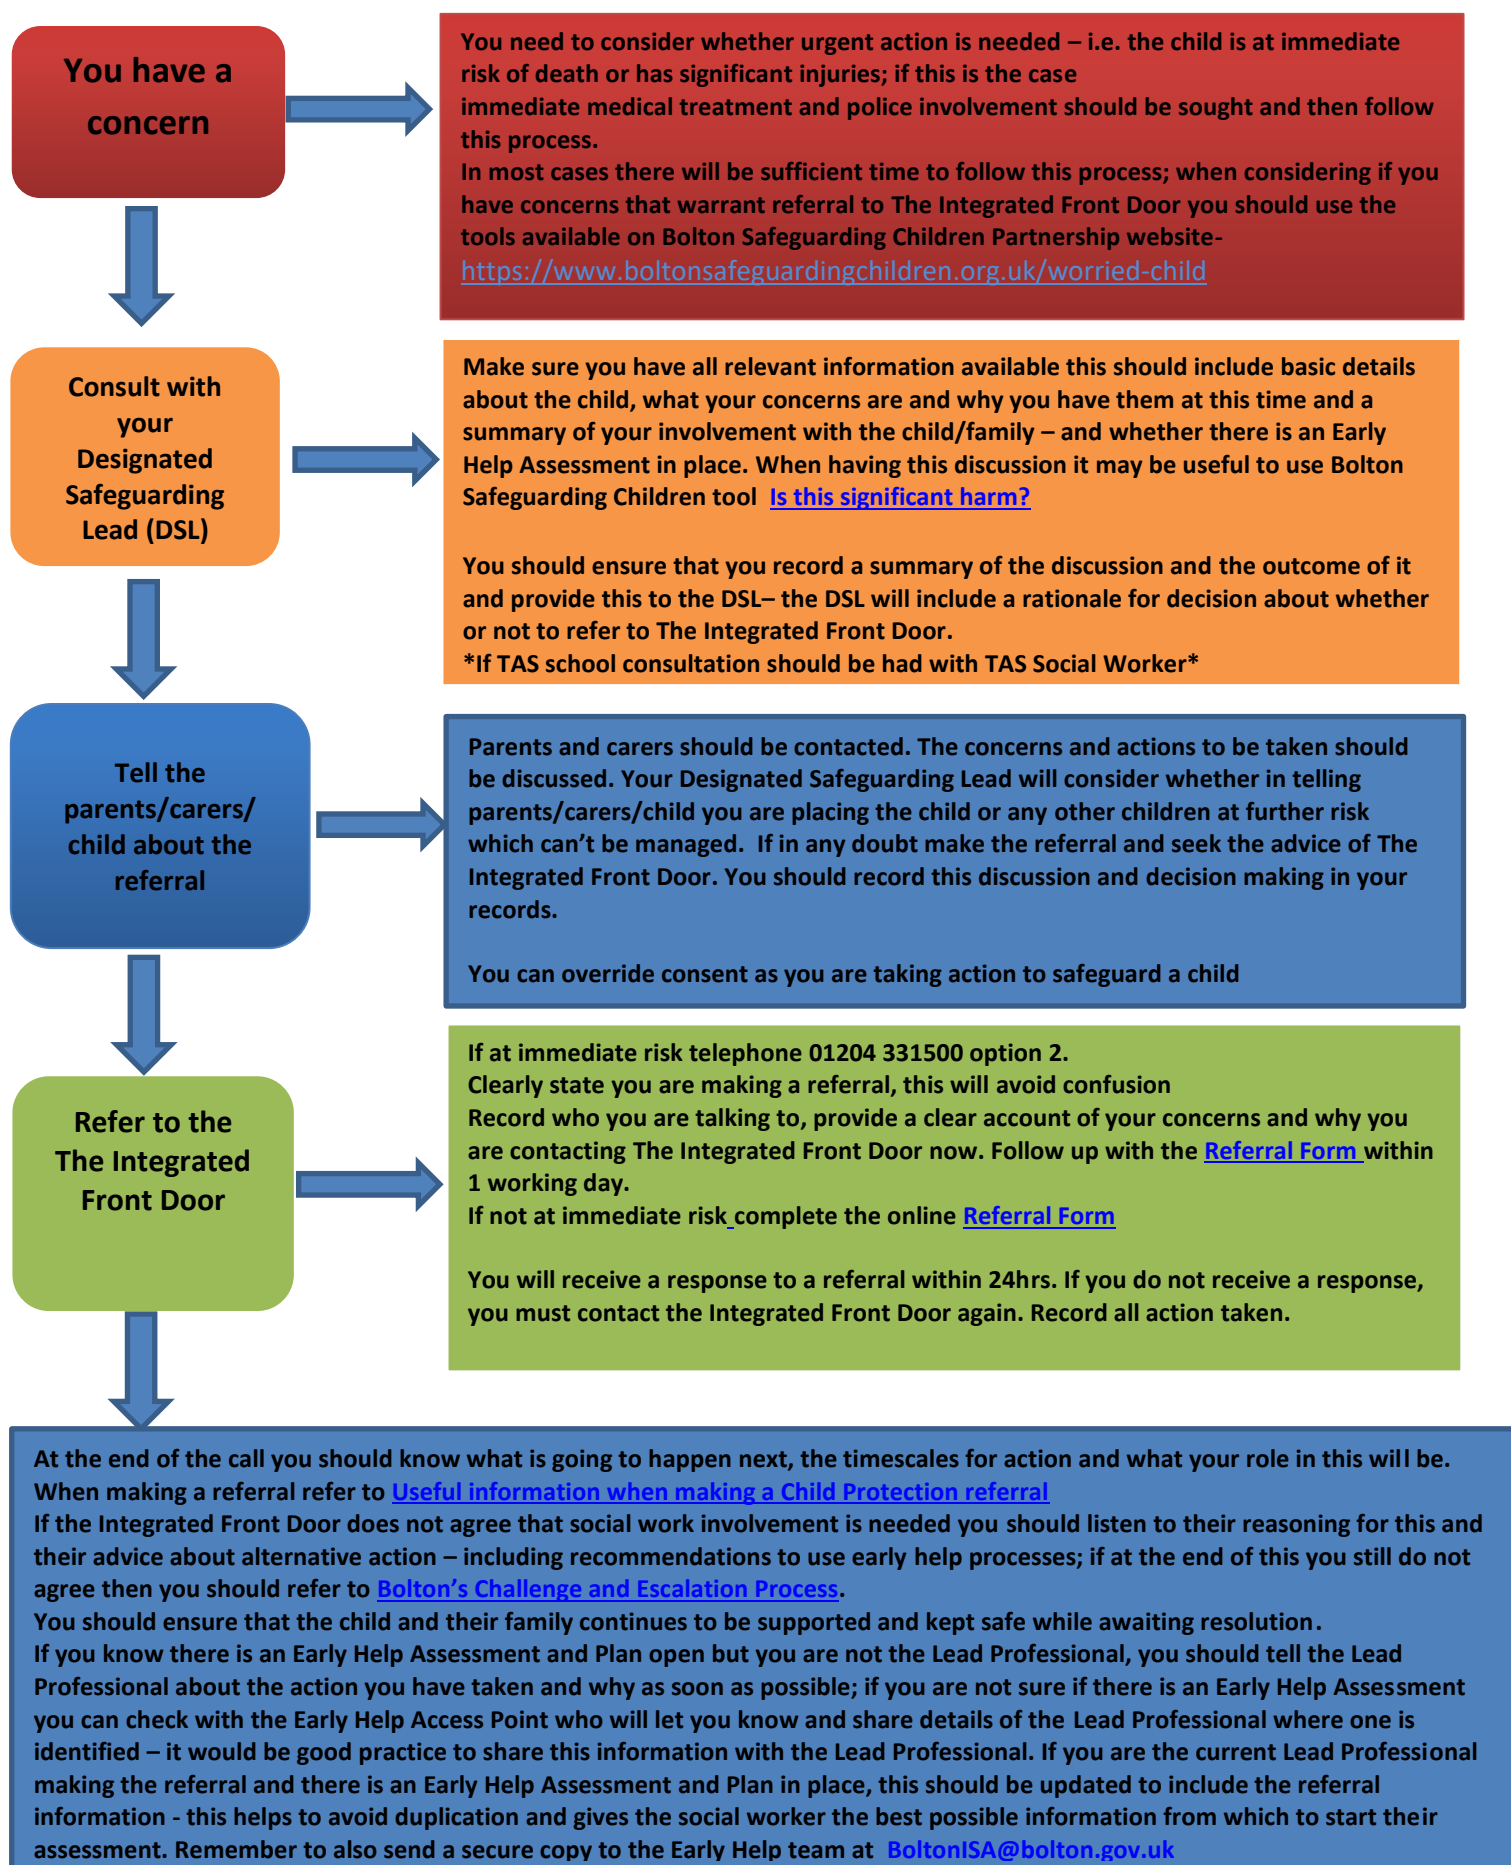 You have a
concern
You need to consider whether urgent action is needed – i.e. the child is at immediate
risk of death or has significant injuries; if this is the case
immediate medical treatment and police involvement should be sought and then follow
this process.
In most cases there will be sufficient time to follow this process; when considering if you
have concerns that warrant referral to The Integrated Front Door you should use the
tools available on Bolton Safeguarding Children Partnership website-
https://www.boltonsafeguardingchildren.org.uk/worried-child
Consult with
your
Designated
Safeguarding
Lead (DSL)
Make sure you have all relevant information available this should include basic details
about the child, what your concerns are and why you have them at this time and a
summary of your involvement with the child/family – and whether there is an Early
Help Assessment in place. When having this discussion it may be useful to use Bolton
Safeguarding Children tool  Is this significant harm?
You should ensure that you record a summary of the discussion and the outcome of it
and provide this to the DSL– the DSL will include a rationale for decision about whether
or not to refer to The Integrated Front Door.
*If TAS school consultation should be had with TAS Social Worker*
Tell the
parents/carers/
child about the
referral
Parents and carers should be contacted. The concerns and actions to be taken should
be discussed. Your Designated Safeguarding Lead will consider whether in telling
parents/carers/child you are placing the child or any other children at further risk
which can't be managed.  If in any doubt make the referral and seek the advice of The
Integrated Front Door. You should record this discussion and decision making in your
records.
You can override consent as you are taking action to safeguard a child
Refer to the
The Integrated
Front Door
If at immediate risk telephone 01204 331500 option 2.
Clearly state you are making a referral, this will avoid confusion
Record who you are talking to, provide a clear account of your concerns and why you
are contacting The Integrated Front Door now. Follow up with the Referral Form within
1 working day.
If not at immediate risk complete the online Referral Form
You will receive a response to a referral within 24hrs. If you do not receive a response,
you must contact the Integrated Front Door again. Record all action taken.
At the end of the call you should know what is going to happen next, the timescales for action and what your role in this will be.
When making a referral refer to Useful information when making a Child Protection referral
If the Integrated Front Door does not agree that social work involvement is needed you should listen to their reasoning for this and
their advice about alternative action – including recommendations to use early help processes; if at the end of this you still do not
agree then you should refer to Bolton's Challenge and Escalation Process.
You should ensure that the child and their family continues to be supported and kept safe while awaiting resolution.
If you know there is an Early Help Assessment and Plan open but you are not the Lead Professional, you should tell the Lead
Professional about the action you have taken and why as soon as possible; if you are not sure if there is an Early Help Assessment
you can check with the Early Help Access Point who will let you know and share details of the Lead Professional where one is
identified – it would be good practice to share this information with the Lead Professional. If you are the current Lead Professional
making the referral and there is an Early Help Assessment and Plan in place, this should be updated to include the referral
information - this helps to avoid duplication and gives the social worker the best possible information from which to start their
assessment. Remember to also send a secure copy to the Early Help team at  BoltonISA@bolton.gov.uk